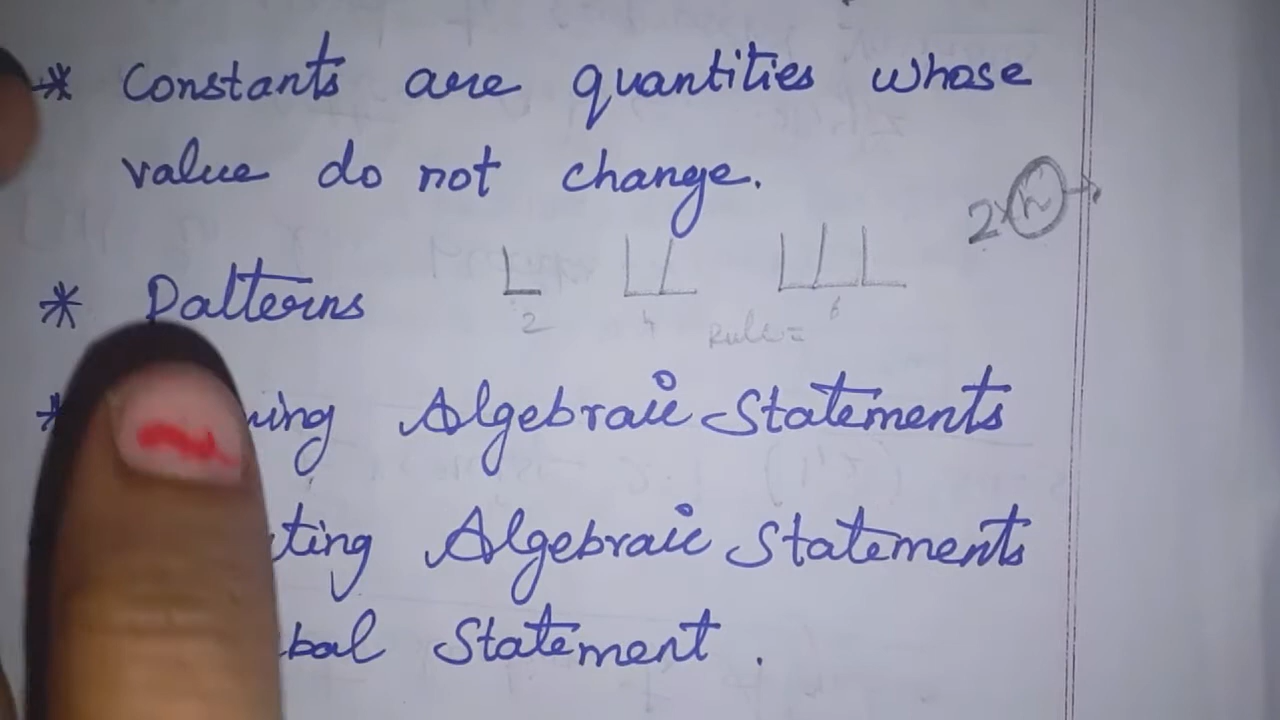 * Constants are quantities whose
value do not change.
2×n
* Patterns
2 4 6
Rule =
* Algebraic Statements
Algebraic Statements
Statement.